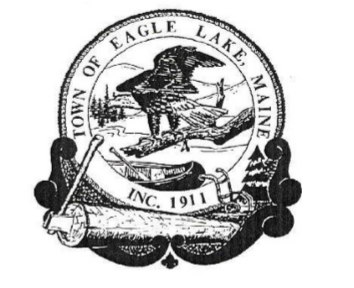 TOWN OF EAGLE LAKE, MAINE
INC. 1911